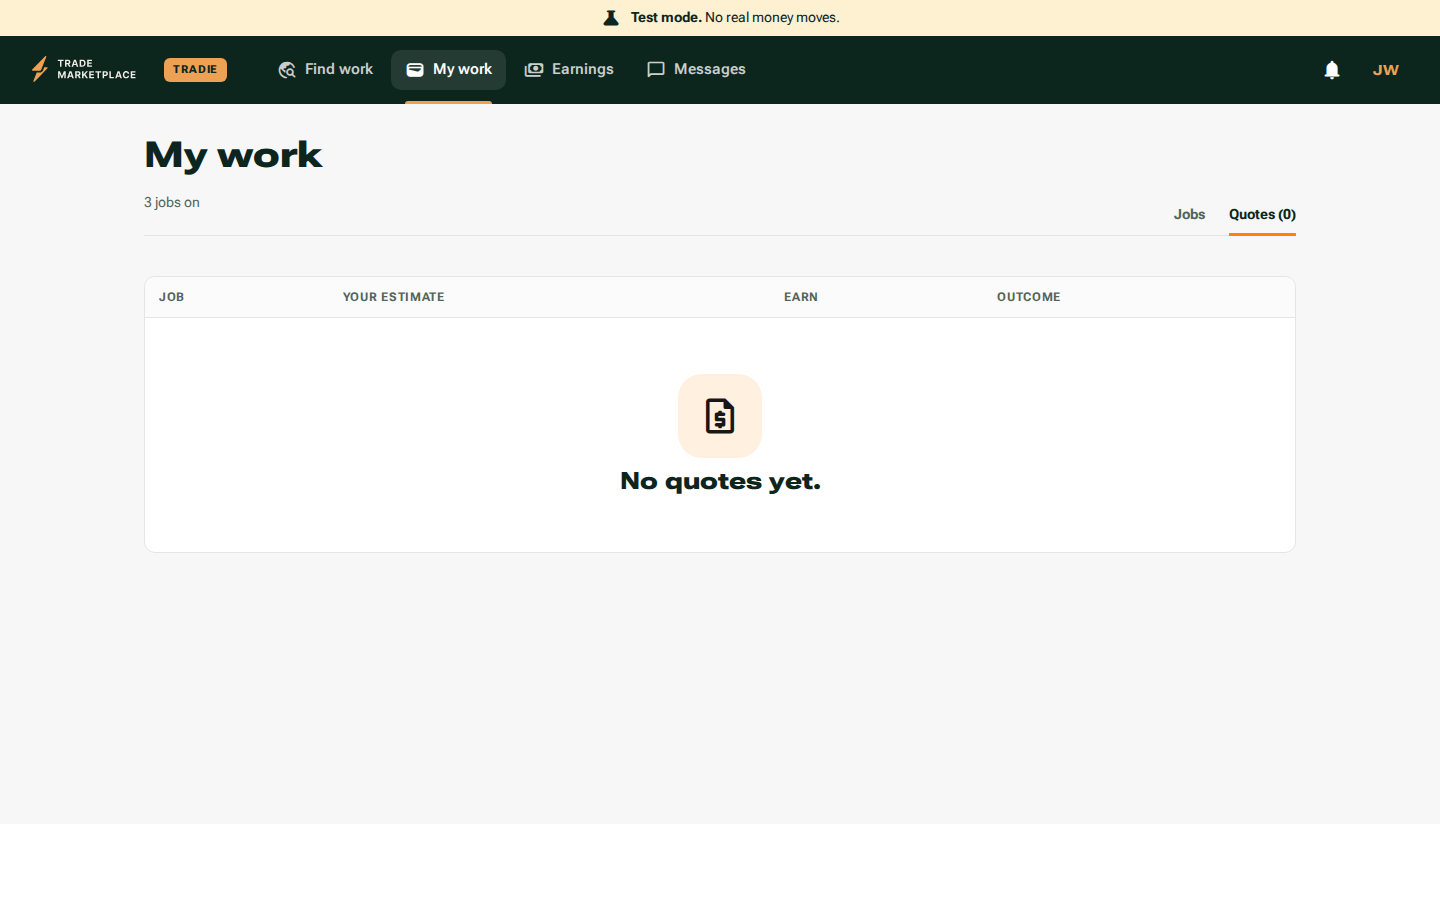 Test mode. No real money moves.
TRADE
MARKETPLACE
TRADIE
Find work
My work
Earnings
Messages
JW
My work
3 jobs on
Jobs
Quotes (0)
JOB
YOUR ESTIMATE
EARN
OUTCOME
No quotes yet.